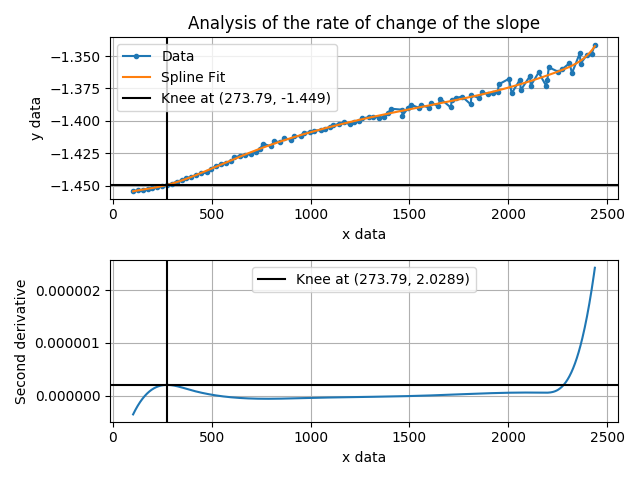 Analysis of the rate of change of the slope
−1.350
−1.375
−1.400
−1.425
−1.450
y data
Data
Spline Fit
Knee at (273.79, -1.449)
0
500
1000
1500
2000
2500
x data
0.000002
0.000001
0.000000
Second derivative
Knee at (273.79, 2.0289)
0
500
1000
1500
2000
2500
x data